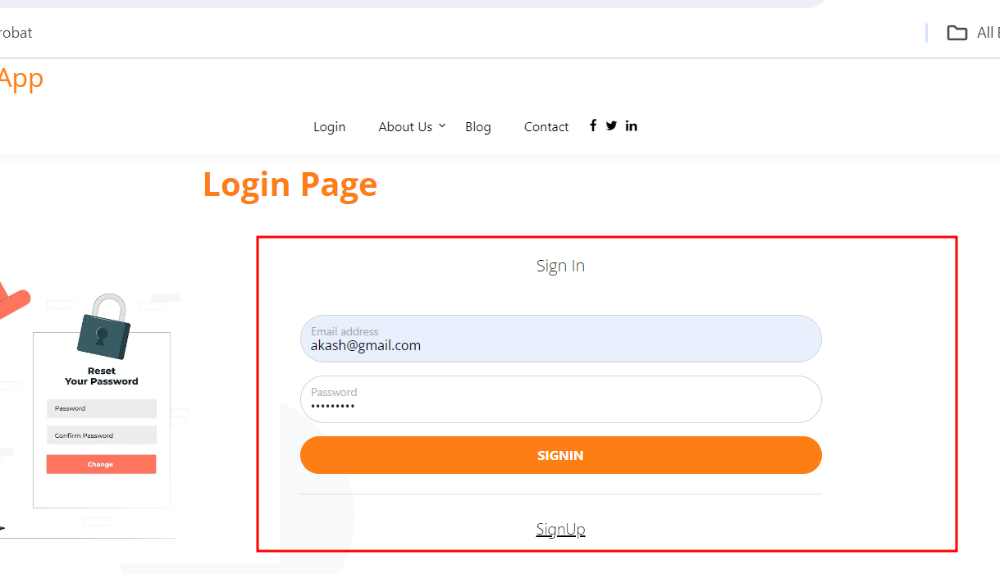 robat
All
App
Login About Us Blog Contact
Login Page
Sign In
Email address
akash@gmail.com
Password
•••••••••
SIGNIN
SignUp
Reset
Your Password
Password
Confirm Password
Change